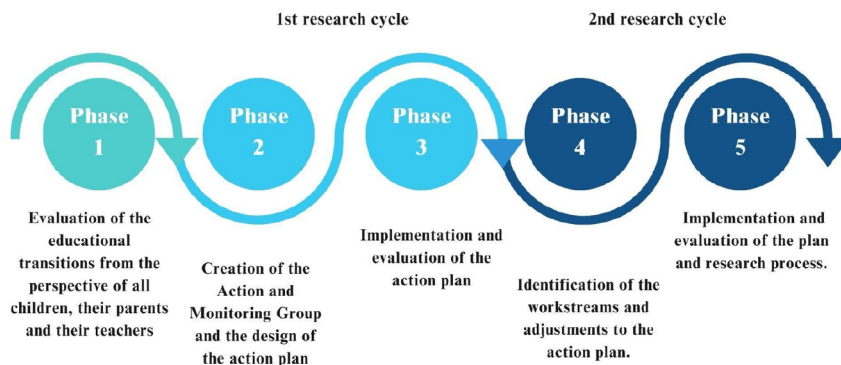 1st research cycle
2nd research cycle
Phase
1
Phase
2
Phase
3
Phase
4
Phase
5
Evaluation of the
educational
transitions from the
perspective of all
children, their parents
and their teachers
Creation of the
Action and
Monitoring Group
and the design of
the action plan
Implementation and
evaluation of the
action plan
Identification of the
workstreams and
adjustments to the
action plan.
Implementation and
evaluation of the plan
and research process.